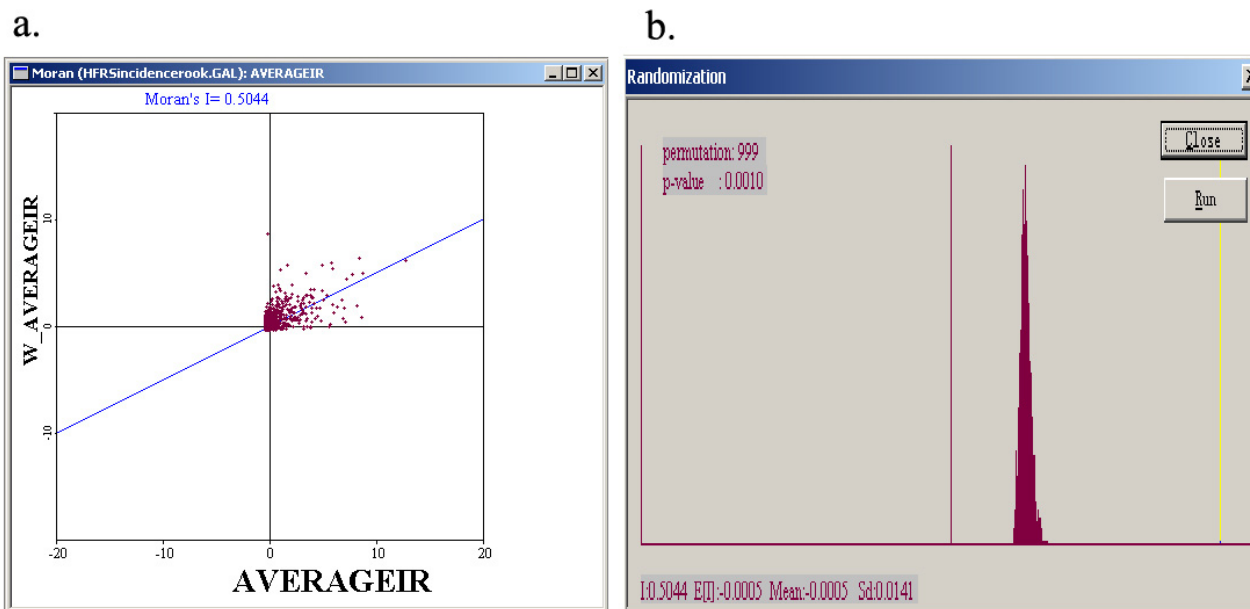 a.
Moran (HFRSincidencerook.GAL): AVERAGEIR
Moran's I= 0.5044
W_AVERAGEIR
10
0
-10
-20
-10
0
10
20
AVERAGEIR
b.
Randomization
Close
permutation: 999
p-value : 0.0010
Run
I:0.5044 E[I]:-0.0005 Mean:-0.0005 Sd:0.0141